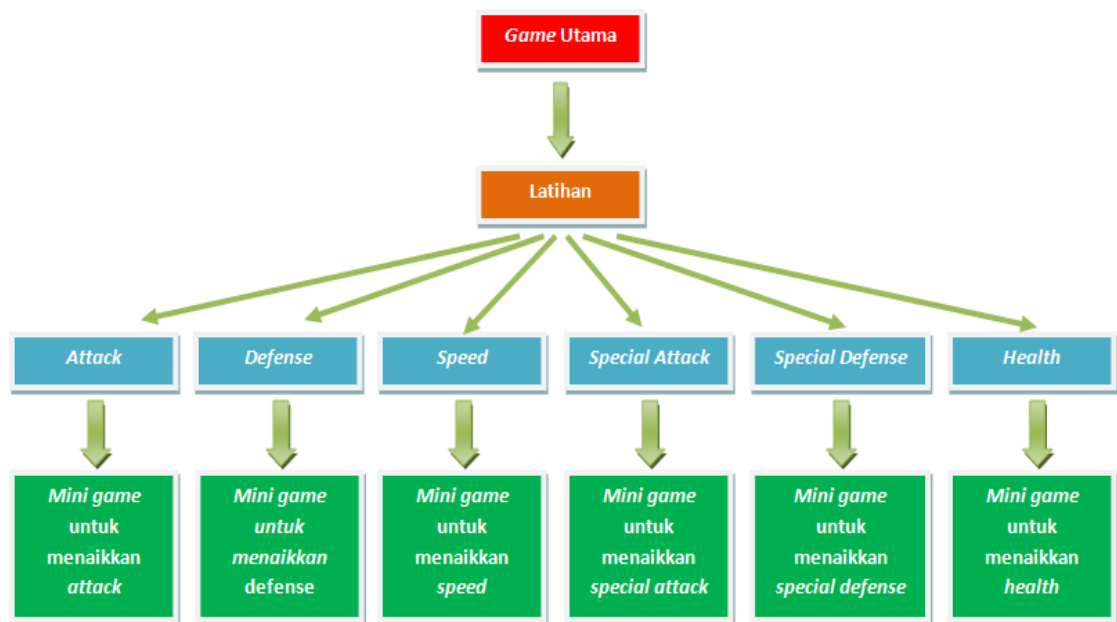 Game Utama
Latihan
Attack
Defense
Speed
Special Attack
Special Defense
Health
Mini game
untuk
menaikkan
attack
Mini game
untuk
menaikkan
defense
Mini game
untuk
menaikkan
speed
Mini game
untuk
menaikkan
special attack
Mini game
untuk
menaikkan
special defense
Mini game
untuk
menaikkan
health